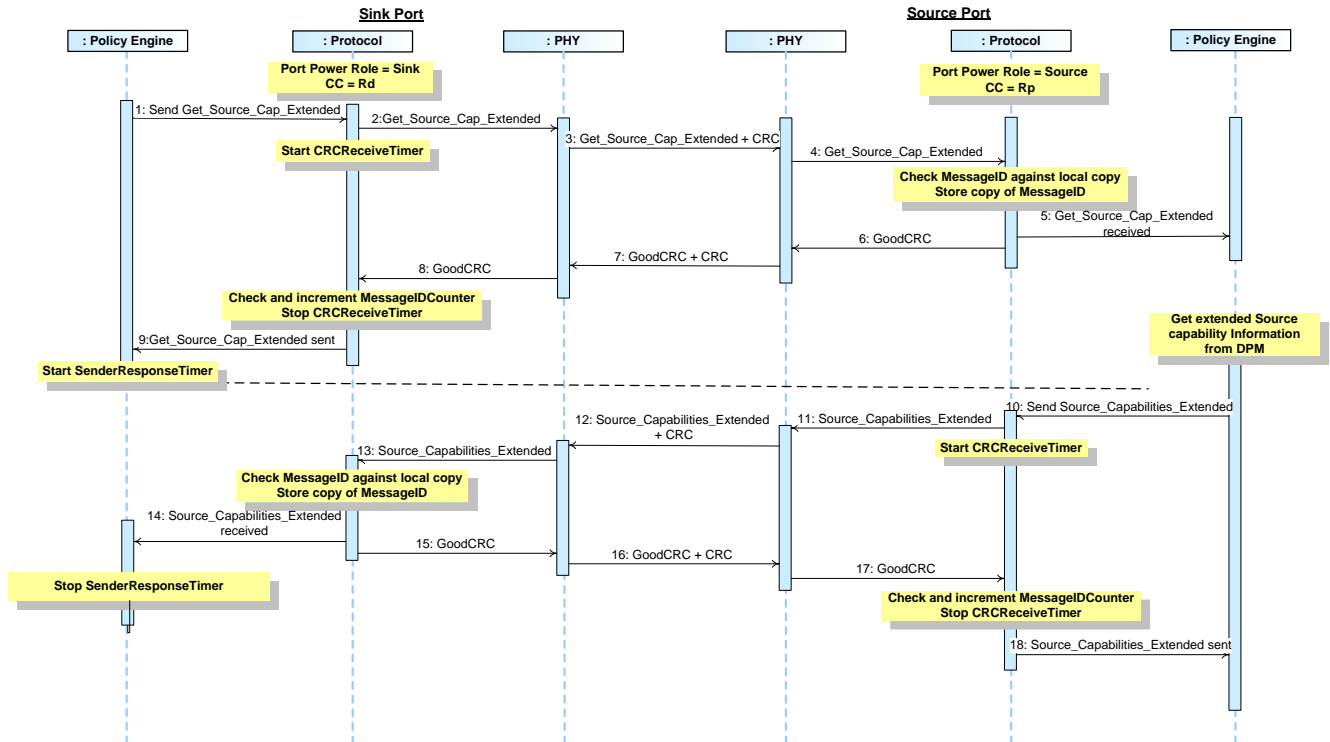 Sink Port
Source Port
: Policy Engine
: Protocol
: PHY
: PHY
: Protocol
: Policy Engine
Port Power Role = Sink
CC = Rd
Port Power Role = Source
CC = Rp
1: Send Get_Source_Cap_Extended
2:Get_Source_Cap_Extended
Start CRCReceiveTimer
3: Get_Source_Cap_Extended + CRC
4: Get_Source_Cap_Extended
Check MessageID against local copy
Store copy of MessageID
5: Get_Source_Cap_Extended
received
6: GoodCRC
7: GoodCRC + CRC
8: GoodCRC
Check and increment MessageIDCounter
Stop CRCReceiveTimer
9:Get_Source_Cap_Extended sent
Start SenderResponseTimer
Get extended Source
capability Information
from DPM
10: Send Source_Capabilities_Extended
11: Source_Capabilities_Extended
Start CRCReceiveTimer
12: Source_Capabilities_Extended
+ CRC
13: Source_Capabilities_Extended
Check MessageID against local copy
Store copy of MessageID
14: Source_Capabilities_Extended
received
15: GoodCRC
16: GoodCRC + CRC
17: GoodCRC
Stop SenderResponseTimer
Check and increment MessageIDCounter
Stop CRCReceiveTimer
18: Source_Capabilities_Extended sent